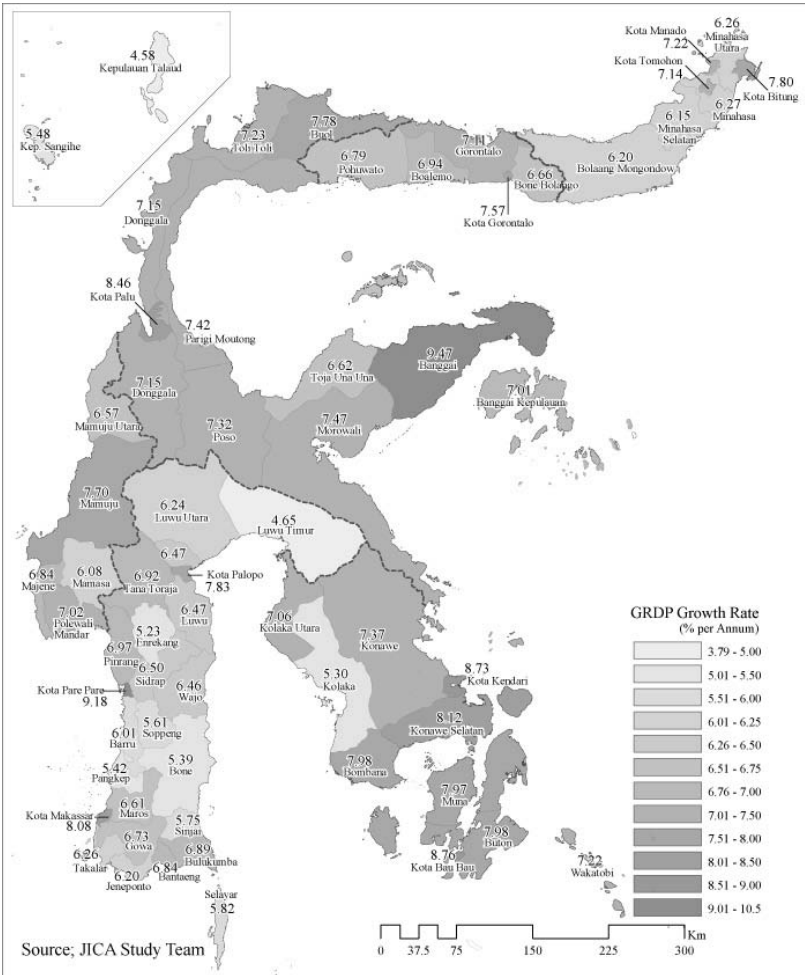 4.58
Kepulauan Talaud
5.48
Kep. Sangihe
Kota Manado
7.22
6.26
Minahasa
Utara
Kota Tomohon
7.14
7.80
Kota Bitung
6.27
Minahasa
6.15
Minahasa
Selatan
6.20
Bolaang Mongondow
7.78
Buol
7.23
Toli Toli
6.79
Pohuwato
6.94
Boalemo
7.11
Gorontalo
6.66
Bone Bolango
7.57
Kota Gorontalo
7.15
Donggala
8.46
Kota Palu
7.42
Parigi Moutong
9.47
Banggai
6.62
Toja Una Una
7.01
Banggai Kepulauan
7.15
Donggala
6.57
Mamuju Utara
7.32
Poso
7.47
Morowali
7.70
Mamuju
6.24
Luwu Utara
4.65
Luwu Timur
6.47
6.84
Majene
6.08
Mamasa
6.92
Tana Toraja
Kota Palopo
7.83
7.02
Polewali
Mandar
6.47
Luwu
5.23
Enrekang
6.97
Pinrang
6.50
Sidrap
6.46
Wajo
Kota Pare Pare
9.18
7.06
Kolaka Utara
7.37
Konawe
5.30
Kolaka
8.73
Kota Kendari
8.12
Konawe Selatan
7.98
Bombana
7.97
Muna
7.98
Buton
8.76
Kota Bau Bau
7.22
Wakatobi
6.01
Barru
5.61
Soppeng
5.42
Pangkep
5.39
Bone
Kota Makassar
8.08
6.61
Maros
5.75
Sinjai
6.73
Gowa
6.26
Takalar
6.20
Jeneponto
6.84
Bantaeng
6.89
Bulukumba
Selayar
5.82
GRDP Growth Rate
(% per Annum)
3.79 - 5.00
5.01 - 5.50
5.51 - 6.00
6.01 - 6.25
6.26 - 6.50
6.51 - 6.75
6.76 - 7.00
7.01 - 7.50
7.51 - 8.00
8.01 - 8.50
8.51 - 9.00
9.01 - 10.5
Km
0 37.5 75 150 225 300
Source; JICA Study Team